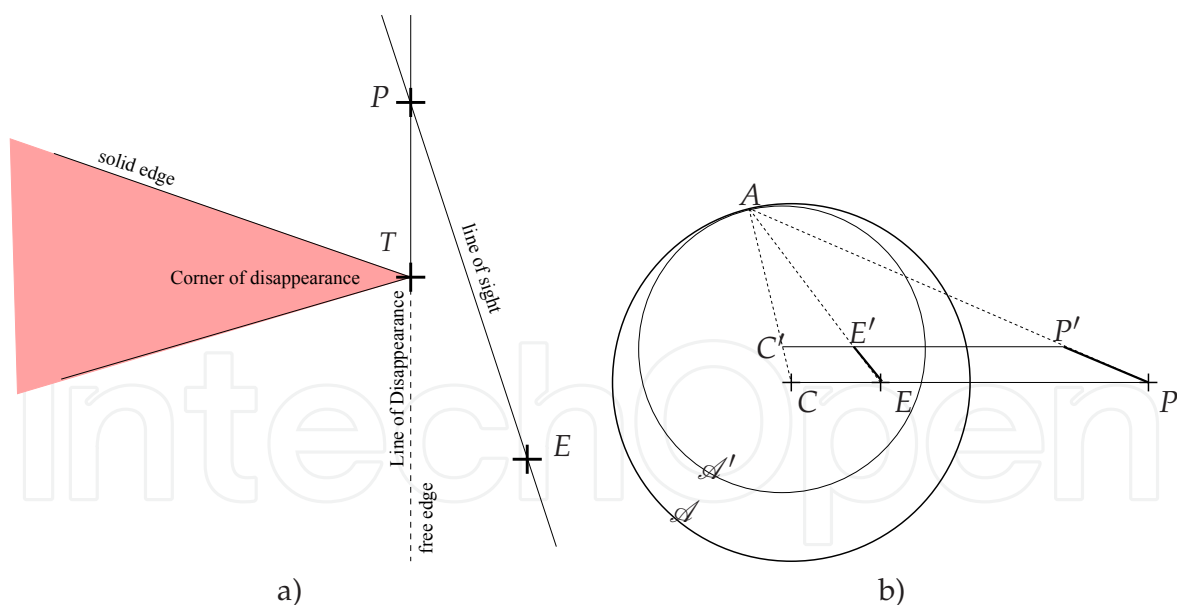 P
solid edge
T
Corner of disappearance
line of sight
Line of Disappearance
E
free edge
a)
A
C'
E'
P'
C
E
P
𝒜'
𝒜
b)
IntechOpen